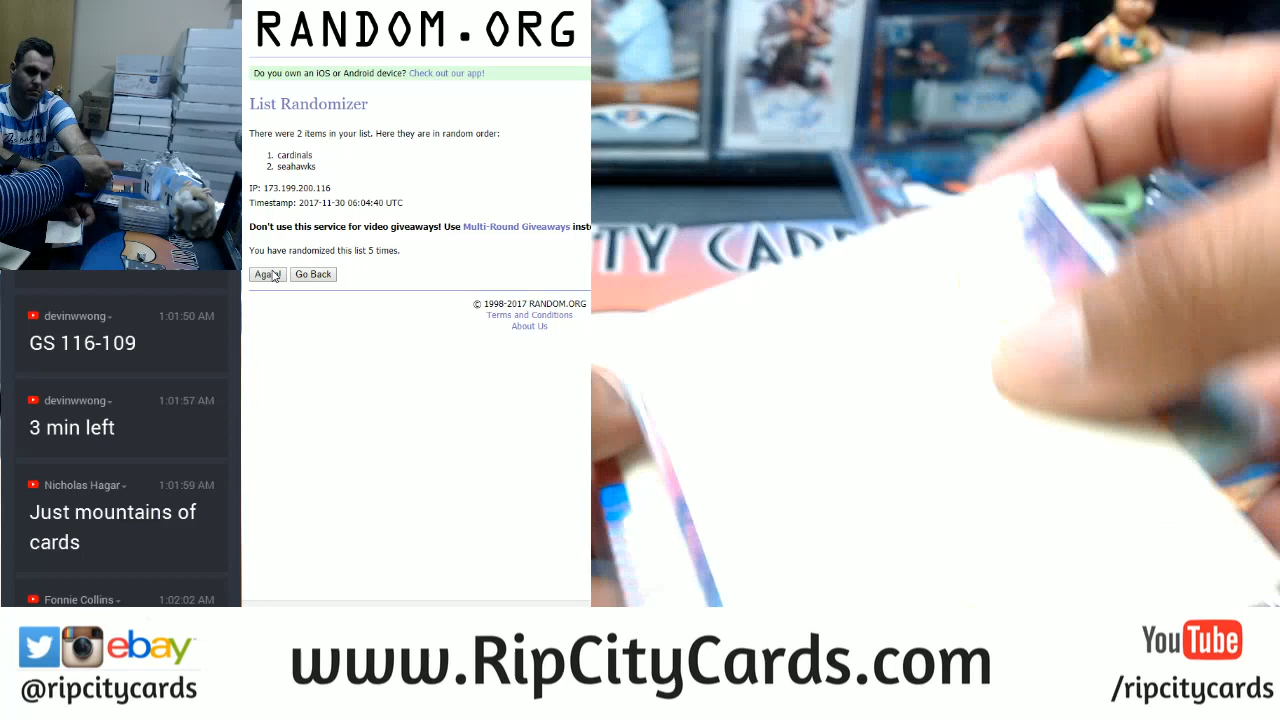 RANDOM.ORG
Do you own an iOS or Android device? Check out our app!
List Randomizer
There were 2 items in your list. Here they are in random order:
1. cardinals
2. seahawks
IP: 173.199.200.116
Timestamp: 2017-11-30 06:04:40 UTC
Don't use this service for video giveaways! Use Multi-Round Giveaways inst
You have randomized this list 5 times.
Again! Go Back
© 1998-2017 RANDOM.ORG
Terms and Conditions
About Us
devinwwong 1:01:50 AM
GS 116-109
devinwwong 1:01:57 AM
3 min left
Nicholas Hagar 1:01:59 AM
Just mountains of
cards
Fonnie Collins 1:02:02 AM
ITY CARD
ebay
@ripcitycards
www.RipCityCards.com
YouTube
/ripcitycards